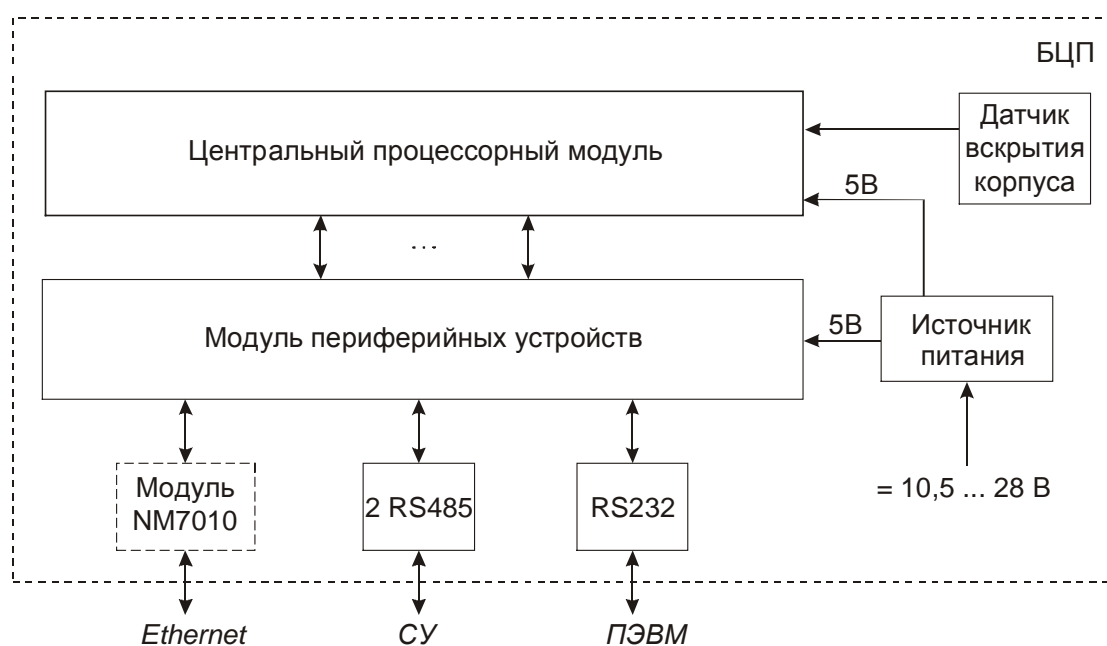 БЦП
Датчик
вскрытия
корпуса
Центральный процессорный модуль
5В
...
Модуль периферийных устройств
5В
Источник
питания
Модуль
NM7010
2 RS485
RS232
= 10,5 ... 28 В
Ethernet
СУ
ПЭВМ